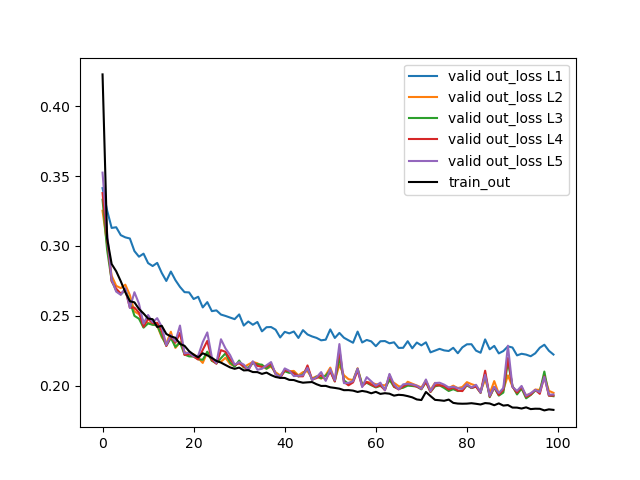 valid out_loss L1
valid out_loss L2
valid out_loss L3
valid out_loss L4
valid out_loss L5
train_out
0.40
0.35
0.30
0.25
0.20
0 20 40 60 80 100